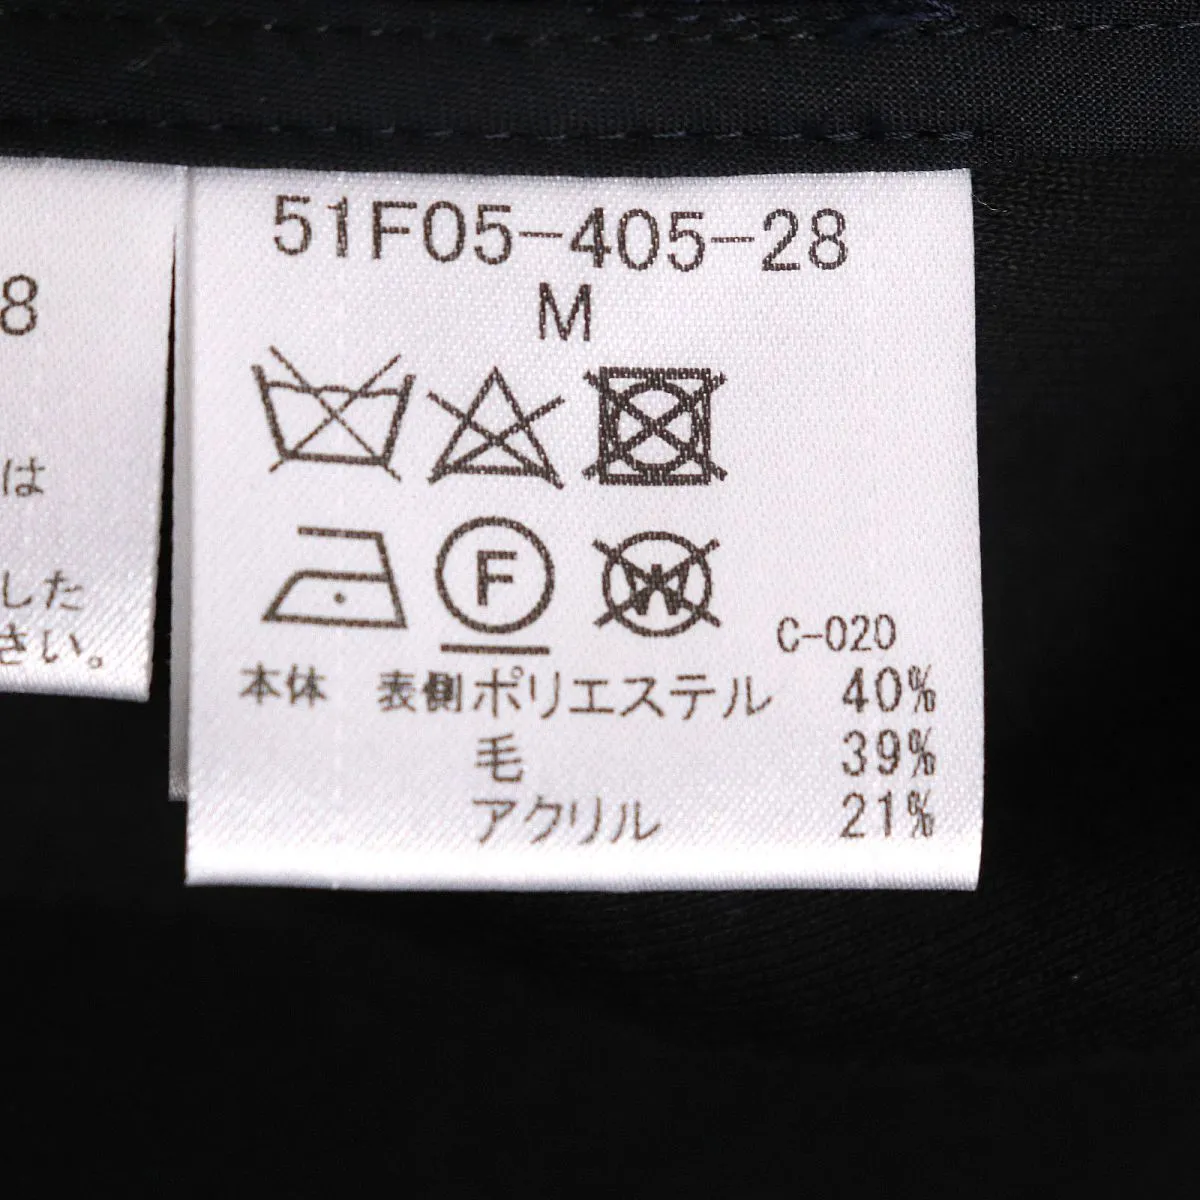 51F05-405-28
M
F
W
C-020
本体 表側ポリエステル 40%
毛 39%
アクリル 21%
8
は
した
さい。